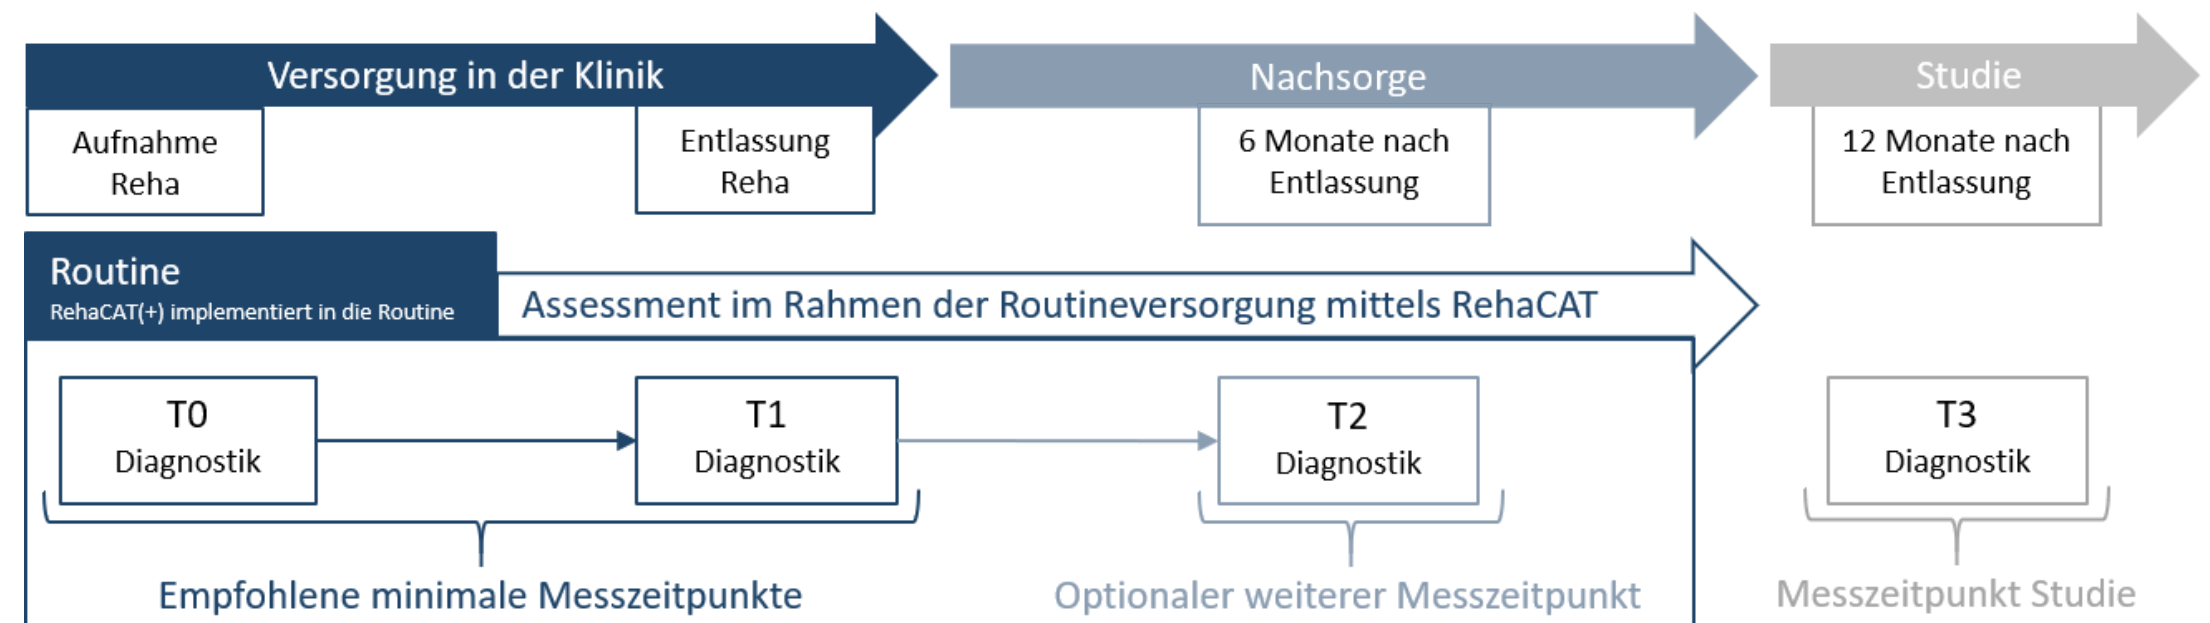 Versorgung in der Klinik
Nachsorge
Studie
Aufnahme
Reha
Entlassung
Reha
6 Monate nach
Entlassung
12 Monate nach
Entlassung
Routine
RehaCAT(+) implementiert in die Routine
Assessment im Rahmen der Routineversorgung mittels RehaCAT
T0
Diagnostik
T1
Diagnostik
T2
Diagnostik
T3
Diagnostik
Empfohlene minimale Messzeitpunkte
Optionaler weiterer Messzeitpunkt
Messzeitpunkt Studie